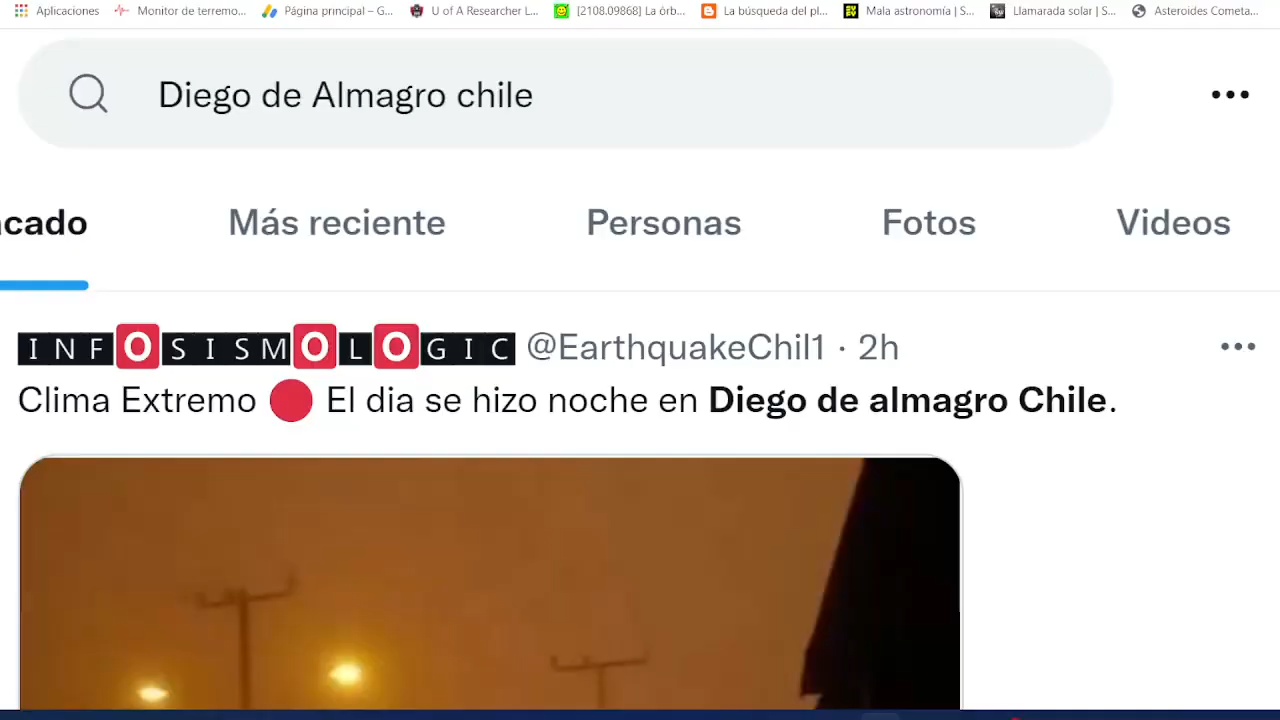 Aplicaciones Monitor de terremo... Página principal – G... U of A Researcher L... [2108.09868] La órb... La búsqueda del pl... Mala astronomía | S... Llamarada solar | S... Asteroides Cometa...
Diego de Almagro chile
cado Más reciente Personas Fotos Videos
INFOSISMOLOGIC @EarthquakeChil1 · 2h
Clima Extremo 🔴 El dia se hizo noche en Diego de almagro Chile.